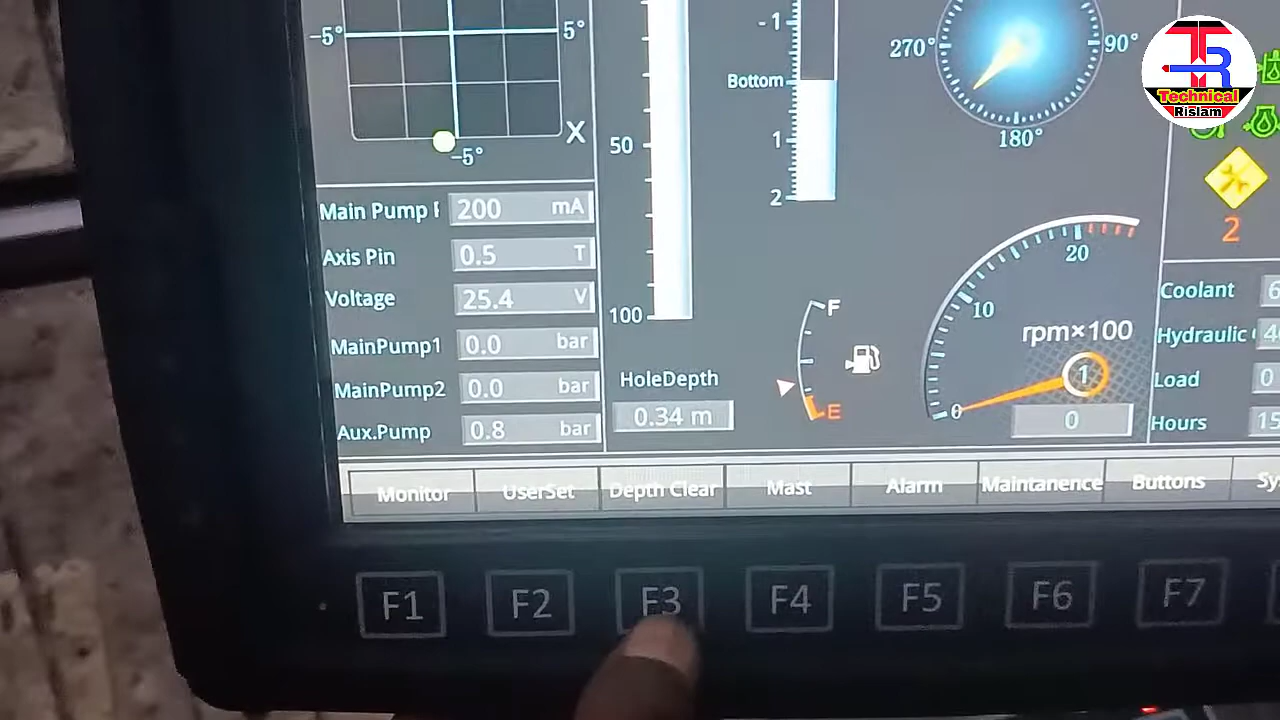 -5°
5°
X
-5°
Main Pump
200 mA
Axis Pin
0.5 T
Voltage
25.4 V
MainPump1
0.0 bar
MainPump2
0.0 bar
Aux.Pump
0.8 bar
50
100
HoleDepth
0.34 m
-1
Bottom
1
2
270°
90°
180°
F
E
0
10
20
rpm×100
1
0
TR
Technical
Rislam
2
Coolant
Hydraulic
Load
0
Hours
Monitor
UserSet
Depth Clear
Mast
Alarm
Maintanence
Buttons
F1
F2
F3
F4
F5
F6
F7